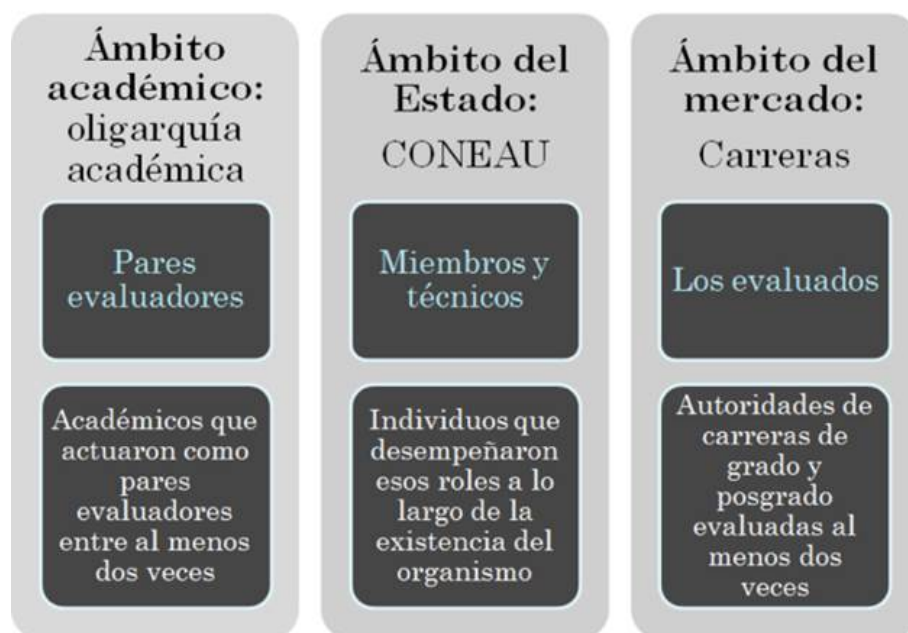 Ámbito
académico:
oligarquía
académica
Pares
evaluadores
Académicos que
actuaron como
pares
evaluadores
entre al menos
dos veces
Ámbito del
Estado:
CONEAU
Miembros y
técnicos
Individuos que
desempeñaron
esos roles a lo
largo de la
existencia del
organismo
Ámbito del
mercado:
Carreras
Los evaluados
Autoridades de
carreras de
grado y
posgrado
evaluadas al
menos dos
veces